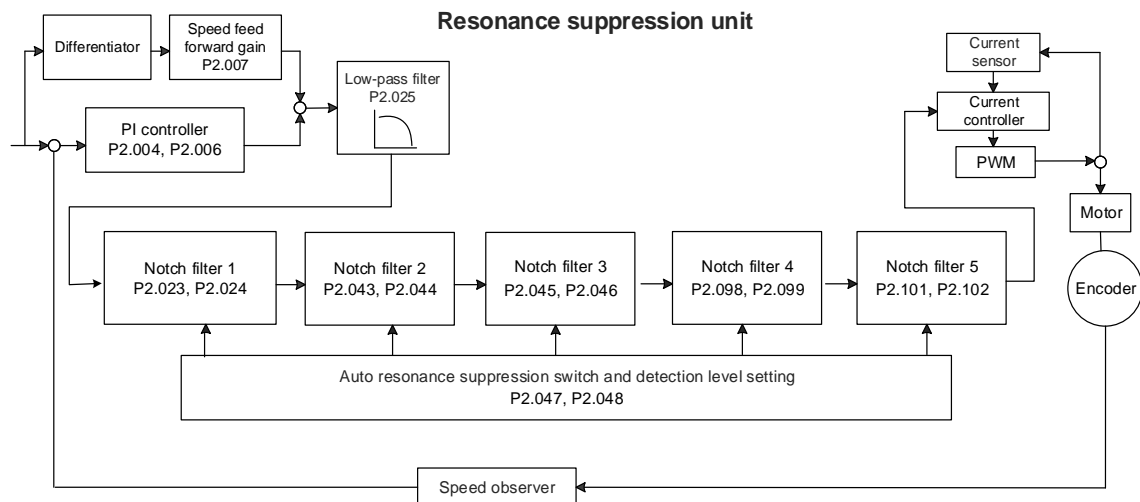 Resonance suppression unit
Differentiator
Speed feed
forward gain
P2.007
Low-pass filter
P2.025
PI controller
P2.004, P2.006
Current
sensor
Current
controller
PWM
Motor
Encoder
Notch filter 1
P2.023, P2.024
Notch filter 2
P2.043, P2.044
Notch filter 3
P2.045, P2.046
Notch filter 4
P2.098, P2.099
Notch filter 5
P2.101, P2.102
Auto resonance suppression switch and detection level setting
P2.047, P2.048
Speed observer